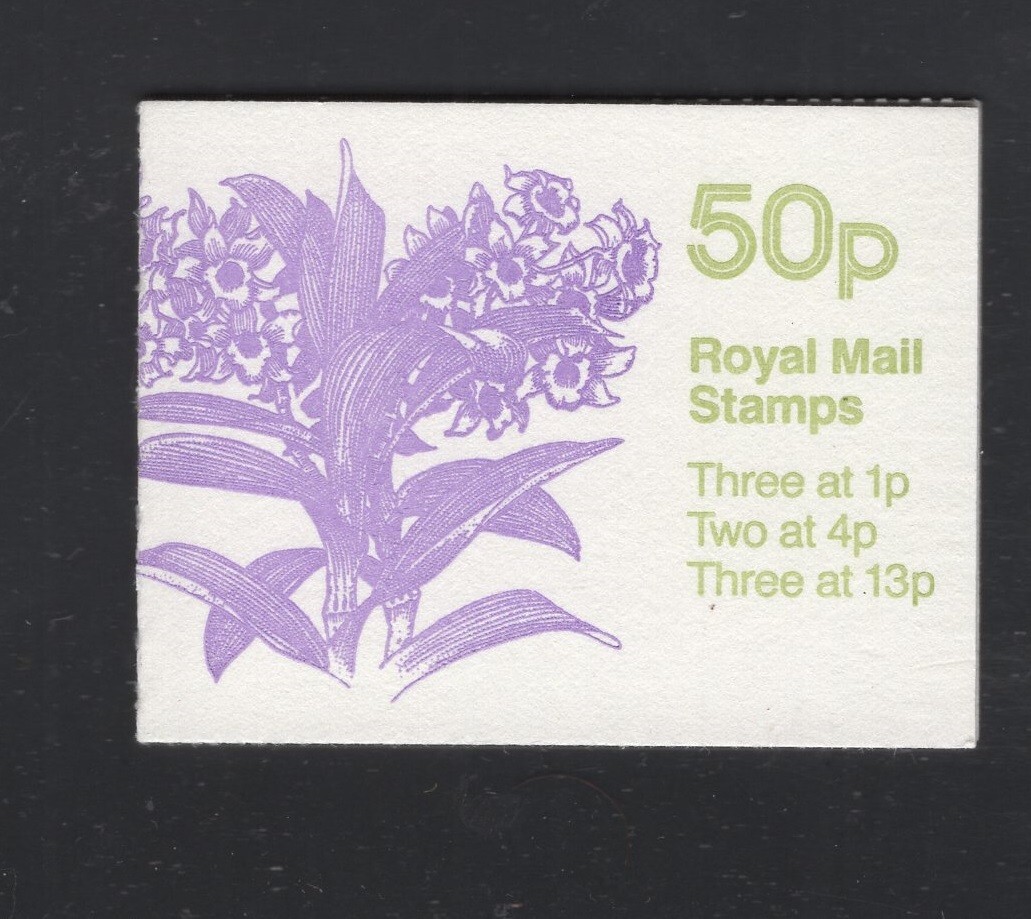 50p
Royal Mail
Stamps
Three at 1p
Two at 4p
Three at 13p